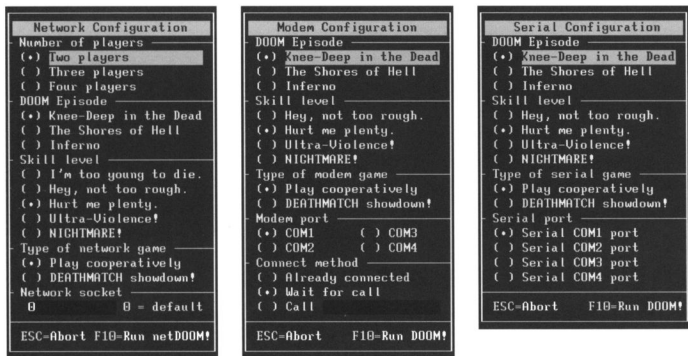 Network Configuration
Number of players
(•) Two players
( ) Three players
( ) Four players
DOOM Episode
(•) Knee-Deep in the Dead
( ) The Shores of Hell
( ) Inferno
Skill level
( ) I'm too young to die.
( ) Hey, not too rough.
(•) Hurt me plenty.
( ) Ultra-Violence!
( ) NIGHTMARE!
Type of network game
(•) Play cooperatively
( ) DEATHMATCH showdown!
Network socket
0 0 = default
ESC=Abort F10=Run netDOOM!
Modem Configuration
DOOM Episode
(•) Knee-Deep in the Dead
( ) The Shores of Hell
( ) Inferno
Skill level
( ) Hey, not too rough.
(•) Hurt me plenty.
( ) Ultra-Violence!
( ) NIGHTMARE!
Type of modem game
(•) Play cooperatively
( ) DEATHMATCH showdown!
Modem port
(•) COM1 ( ) COM3
( ) COM2 ( ) COM4
Connect method
( ) Already connected
(•) Wait for call
( ) Call
ESC=Abort F10=Run DOOM!
Serial Configuration
DOOM Episode
(•) Knee-Deep in the Dead
( ) The Shores of Hell
( ) Inferno
Skill level
( ) Hey, not too rough.
(•) Hurt me plenty.
( ) Ultra-Violence!
( ) NIGHTMARE!
Type of serial game
(•) Play cooperatively
( ) DEATHMATCH showdown!
Serial port
(•) Serial COM1 port
( ) Serial COM2 port
( ) Serial COM3 port
( ) Serial COM4 port
ESC=Abort F10=Run DOOM!